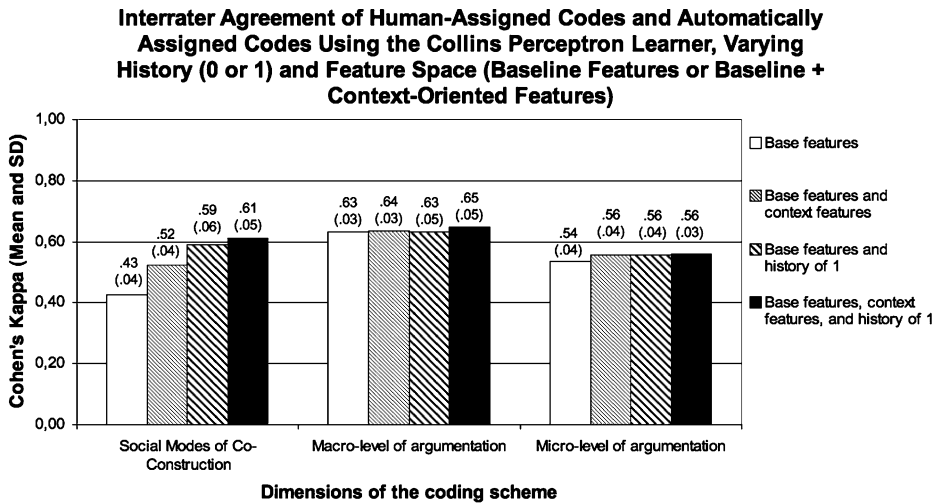 Interrater Agreement of Human-Assigned Codes and Automatically
Assigned Codes Using the Collins Perceptron Learner, Varying
History (0 or 1) and Feature Space (Baseline Features or Baseline +
Context-Oriented Features)
Cohen's Kappa (Mean and SD)
1,00
0,80
0,60
0,40
0,20
0,00
.43
(.04)
.52
(.04)
.59
(.06)
.61
(.05)
.63
(.03)
.64
(.03)
.63
(.05)
.65
(.05)
.54
(.04)
.56
(.04)
.56
(.04)
.56
(.03)
Social Modes of Co-
Construction
Macro-level of argumentation
Micro-level of argumentation
Dimensions of the coding scheme
Base features
Base features and
context features
Base features and
history of 1
Base features, context
features, and history of 1